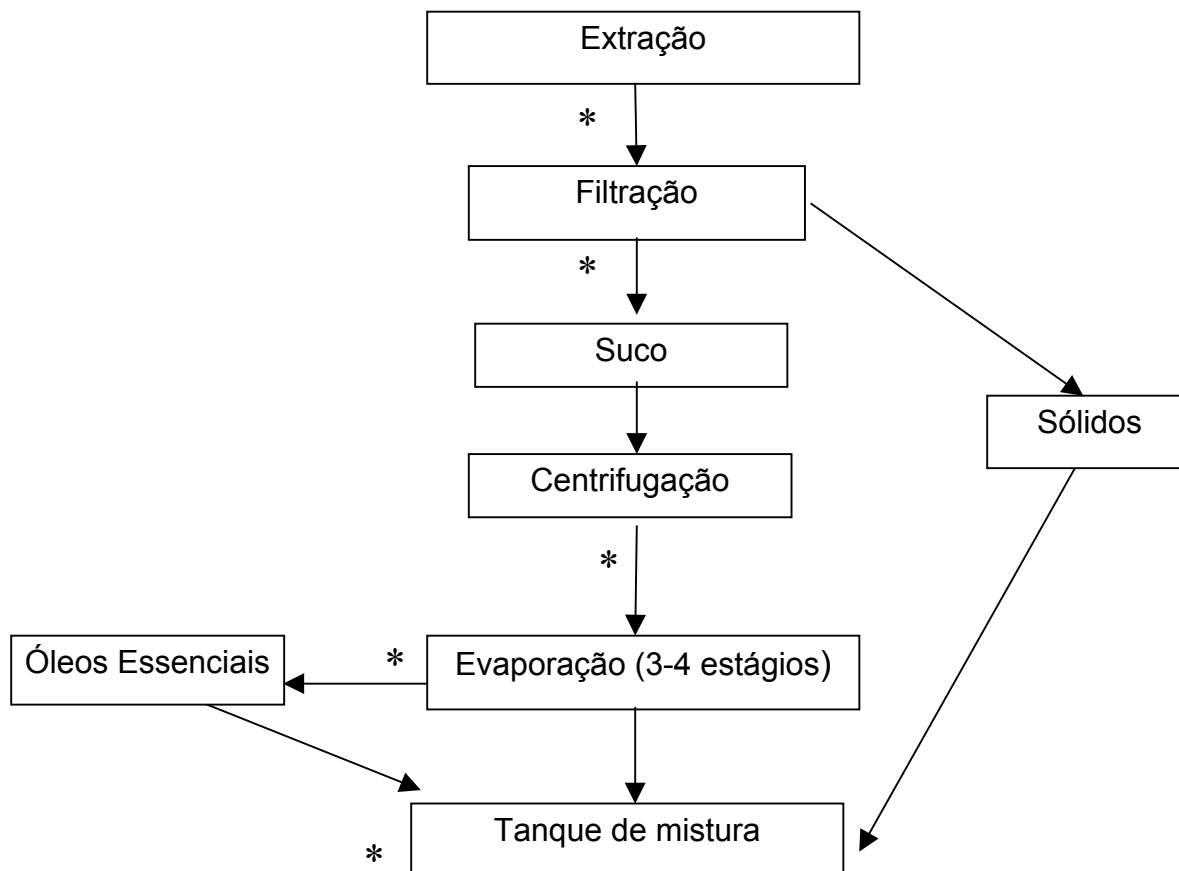 Extração
*
Filtração
*
Suco
Sólidos
Centrifugação
*
Óleos Essenciais
*
Evaporação (3-4 estágios)
Tanque de mistura
*